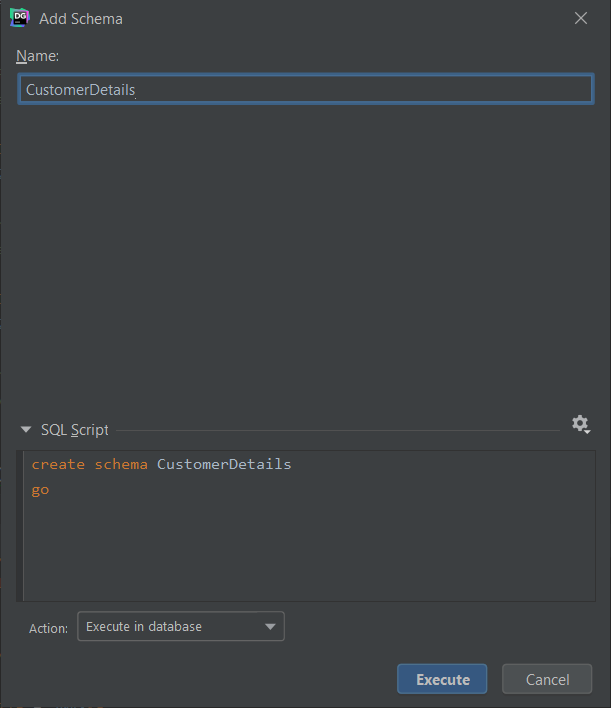 DG
Add Schema
Name:
CustomerDetails
SQL Script
create schema CustomerDetails
go
Action:
Execute in database
Execute
Cancel